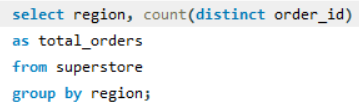 select region, count(distinct order_id)
as total_orders
from superstore
group by region;